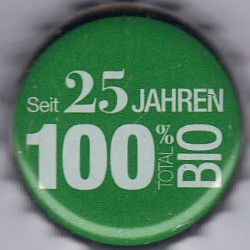 Seit 25 JAHREN
100% TOTAL BIO